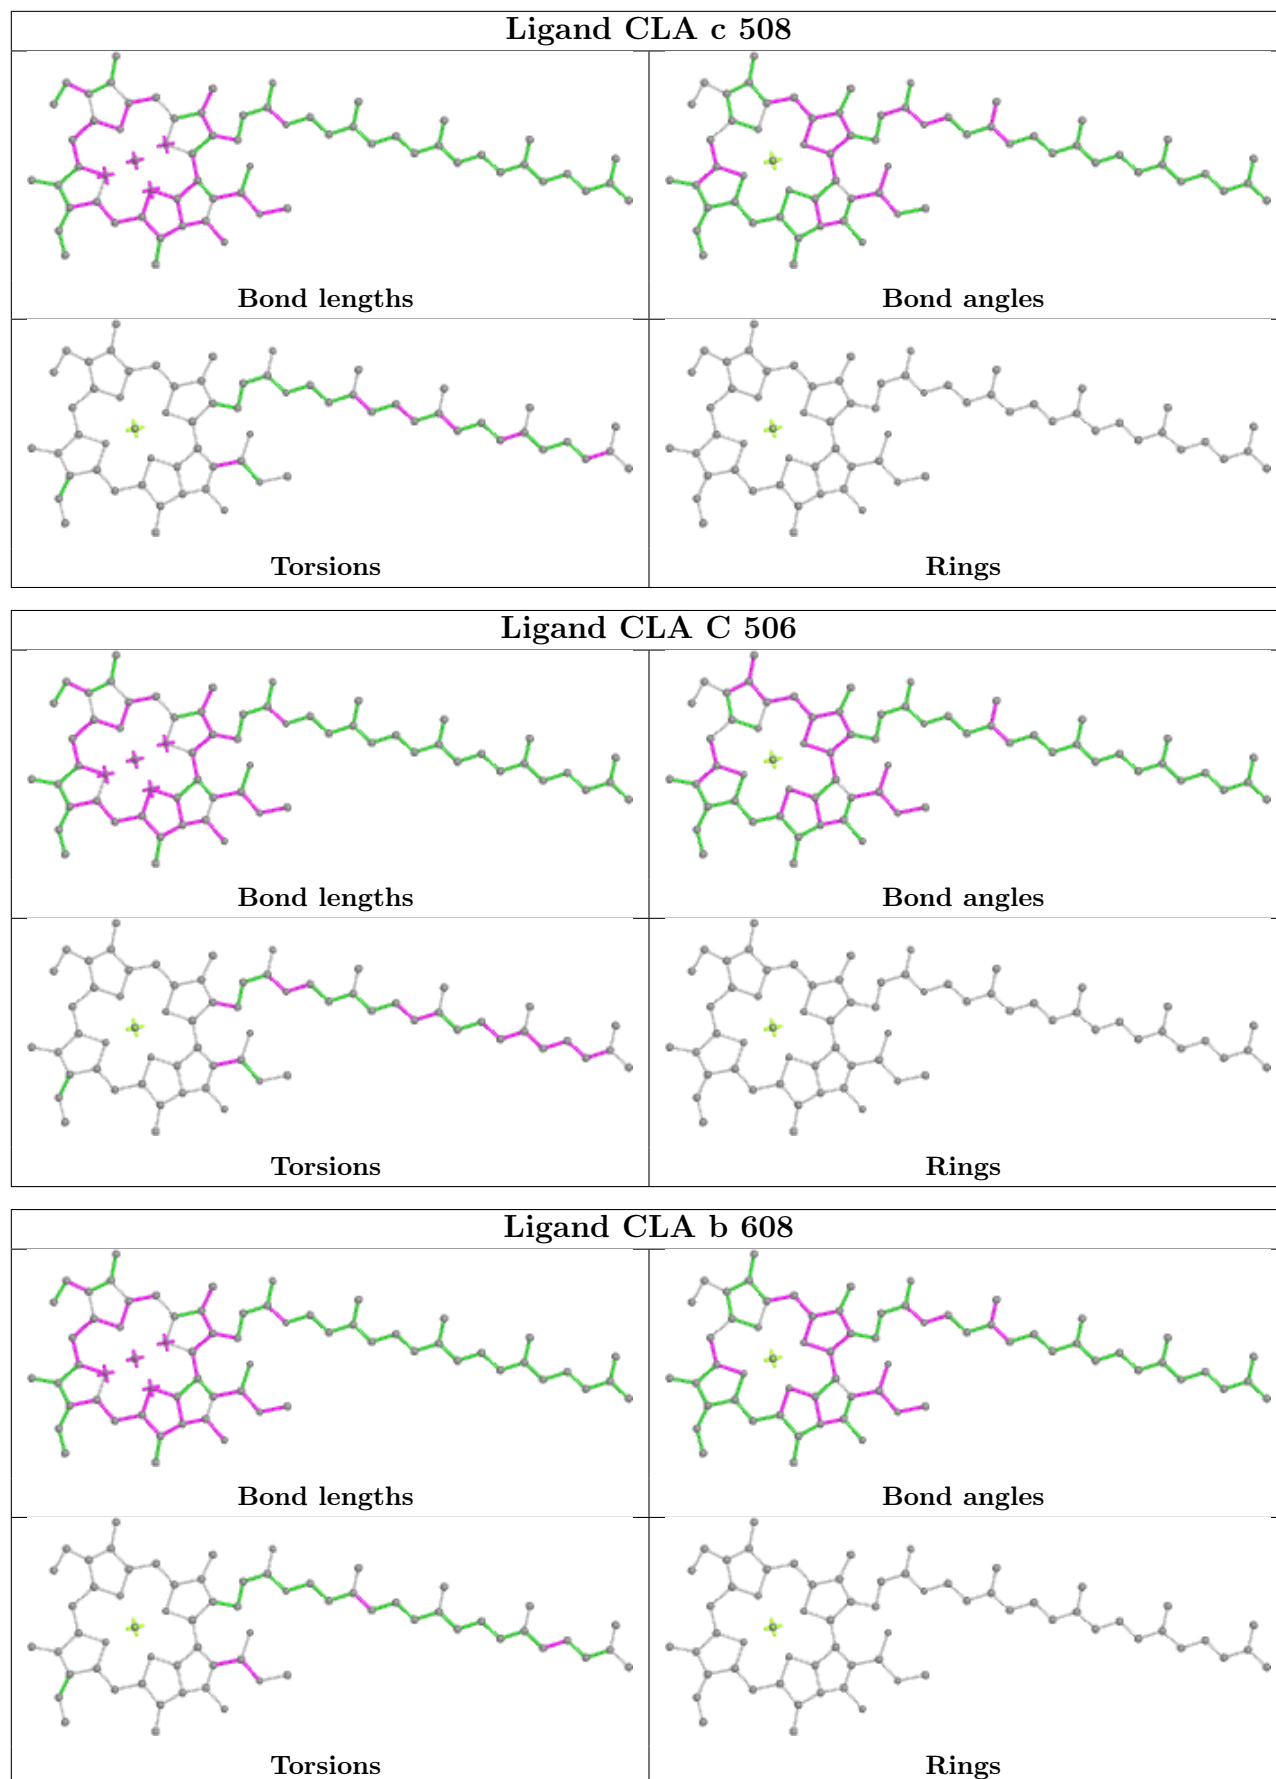 Ligand CLA c 508
Bond lengths
Bond angles
Torsions
Rings
Ligand CLA C 506
Bond lengths
Bond angles
Torsions
Rings
Ligand CLA b 608
Bond lengths
Bond angles
Torsions
Rings